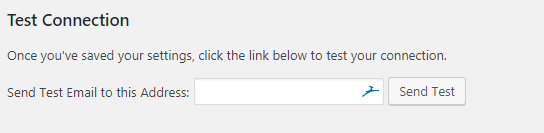 Test Connection
Once you've saved your settings, click the link below to test your connection.
Send Test Email to this Address: Send Test